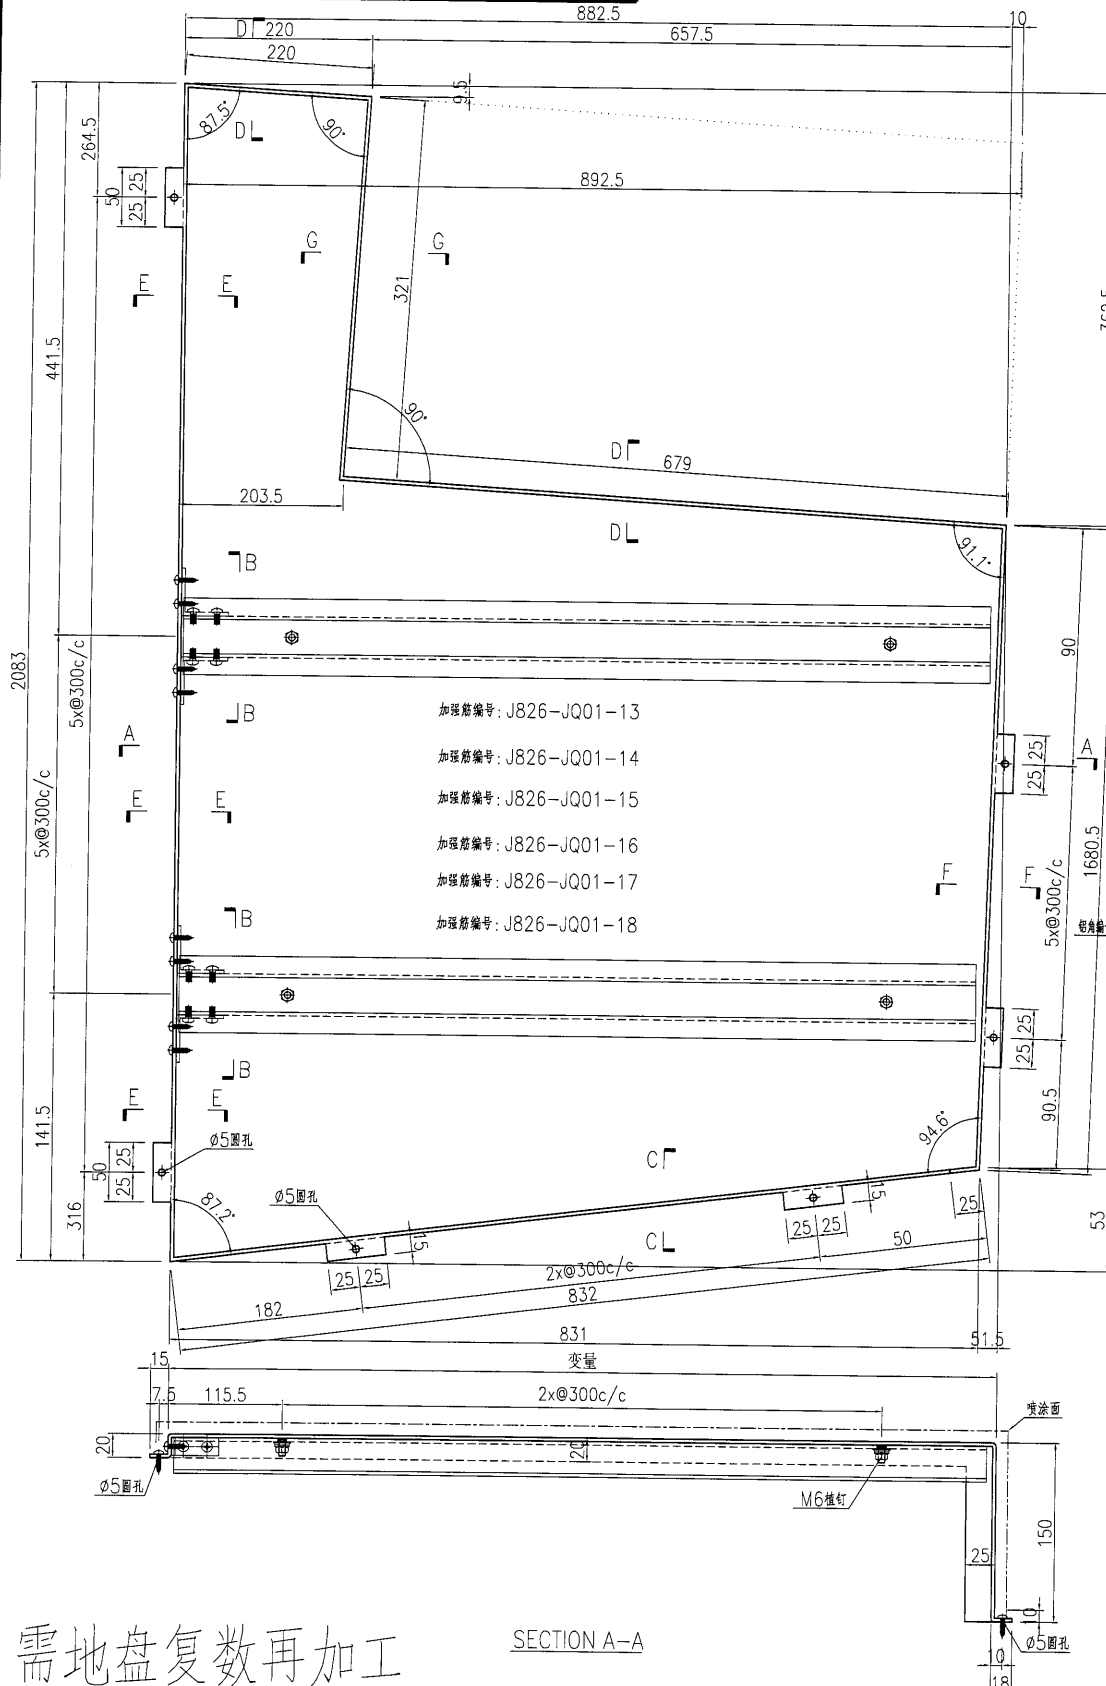 882.5
10
D 220
657.5
220
9.5
87.5°
90°
D
264.5
50
25
25
892.5
G
G
E
E
321
441.5
90°
D
679
203.5
D
91.1°
B
2083
5x@300c/c
90
B
加强筋编号: J826-JQ01-13
A
加强筋编号: J826-JQ01-14
25
25
A
5x@300c/c
E
E
加强筋编号: J826-JQ01-15
加强筋编号: J826-JQ01-16
1680.5
加强筋编号: J826-JQ01-17
F
F
5x@300c/c
B
加强筋编号: J826-JQ01-18
铝角编
25
25
B
141.5
E
E
90.5
94.6°
50
25
25
ø5圆孔
C
316
87.2°
ø5圆孔
15
25
53
15
25
25
C
50
25
25
2x@300c/c
182
832
831
51.5
15
变量
7.5
115.5
2x@300c/c
喷涂面
20
20
ø5圆孔
M6植钉
150
25
10
ø5圆孔
10
18
SECTION A-A
需地盘复数再加工